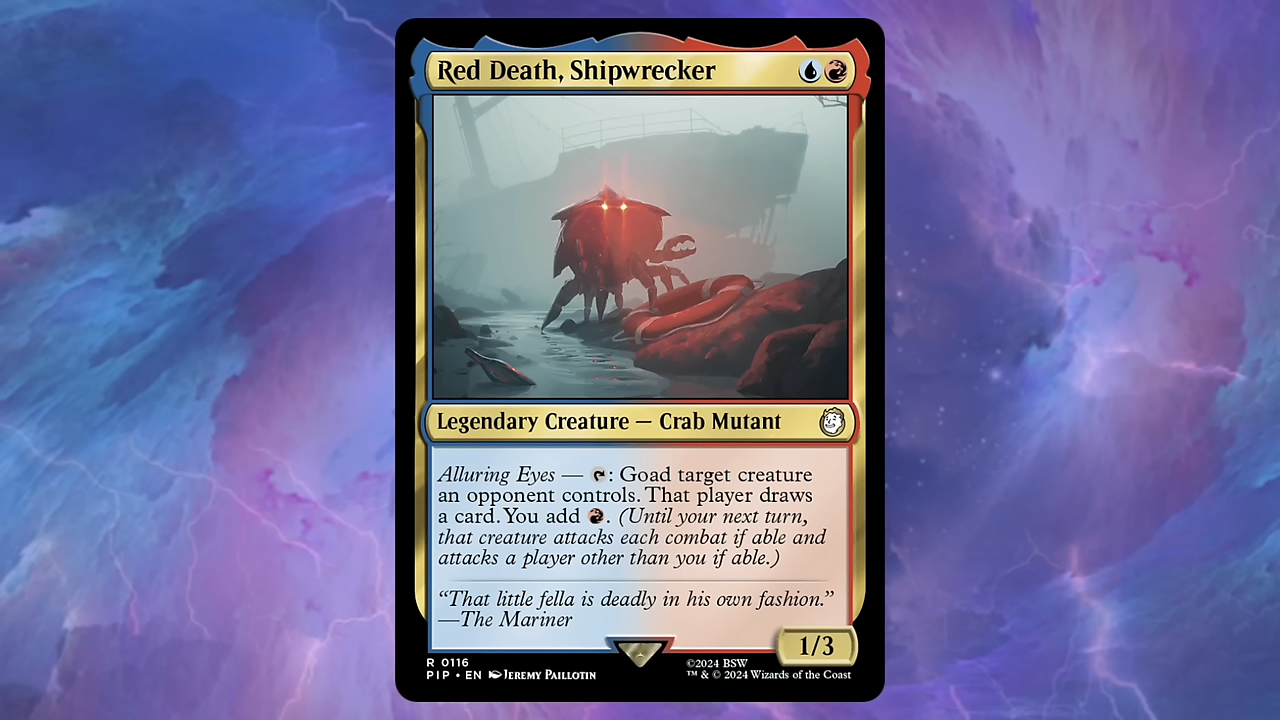 Red Death, Shipwrecker
Legendary Creature — Crab Mutant
Alluring Eyes — : Goad target creature
an opponent controls. That player draws
a card. You add . (Until your next turn,
that creature attacks each combat if able and
attacks a player other than you if able.)
“That little fella is deadly in his own fashion.”
—The Mariner
1/3
R 0116
PIP • EN Jeremy Paillotin
©2024 BSW
™ & © 2024 Wizards of the Coast